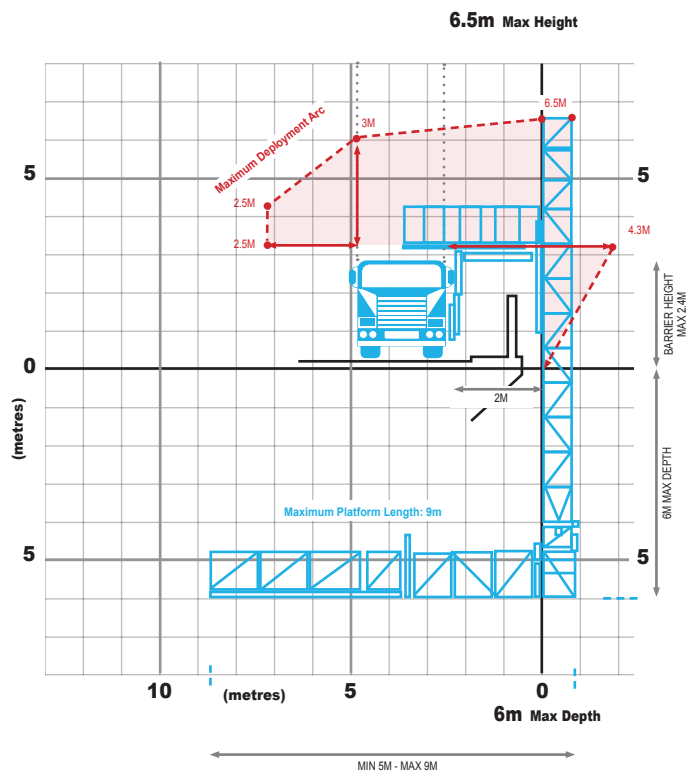 6.5m Max Height
6.5M
3M
Maximum Deployment Arc
5
5
2.5M
4.3M
2.5M
BARRIER HEIGHT
MAX 2.4M
0
0
2M
(metres)
6M MAX DEPTH
Maximum Platform Length: 9m
5
5
10
(metres)
5
0
6m Max Depth
MIN 5M - MAX 9M